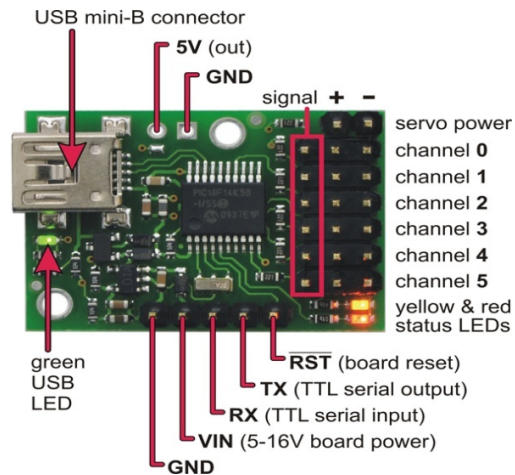 USB mini-B connector
5V (out)
GND
signal + −
servo power
channel 0
channel 1
channel 2
channel 3
channel 4
channel 5
yellow & red
status LEDs
green
USB
LED
RST (board reset)
TX (TTL serial output)
RX (TTL serial input)
VIN (5-16V board power)
GND
PIC18F14K50
0937E1P